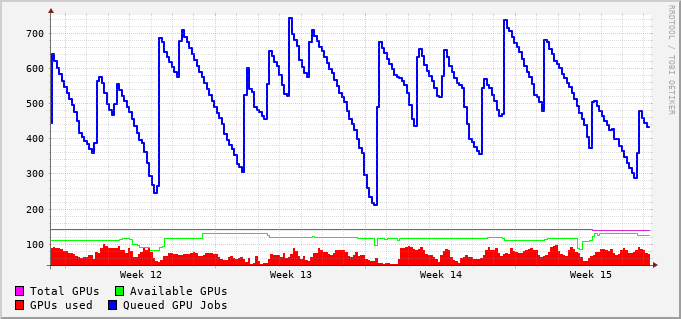 700
600
500
400
300
200
100
Week 12 Week 13 Week 14 Week 15
Total GPUs Available GPUs
GPUs used Queued GPU Jobs
RRDTOOL / TOBI OETIKER